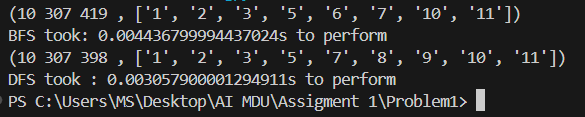 (10 307 419 , ['1', '2', '3', '5', '6', '7', '10', '11'])
BFS took: 0.004436799994437024s to perform
(10 307 398 , ['1', '2', '3', '5', '7', '8', '9', '10', '11'])
DFS took : 0.003057900001294911s to perform
PS C:\Users\MS\Desktop\AI MDU\Assigment 1\Problem1>